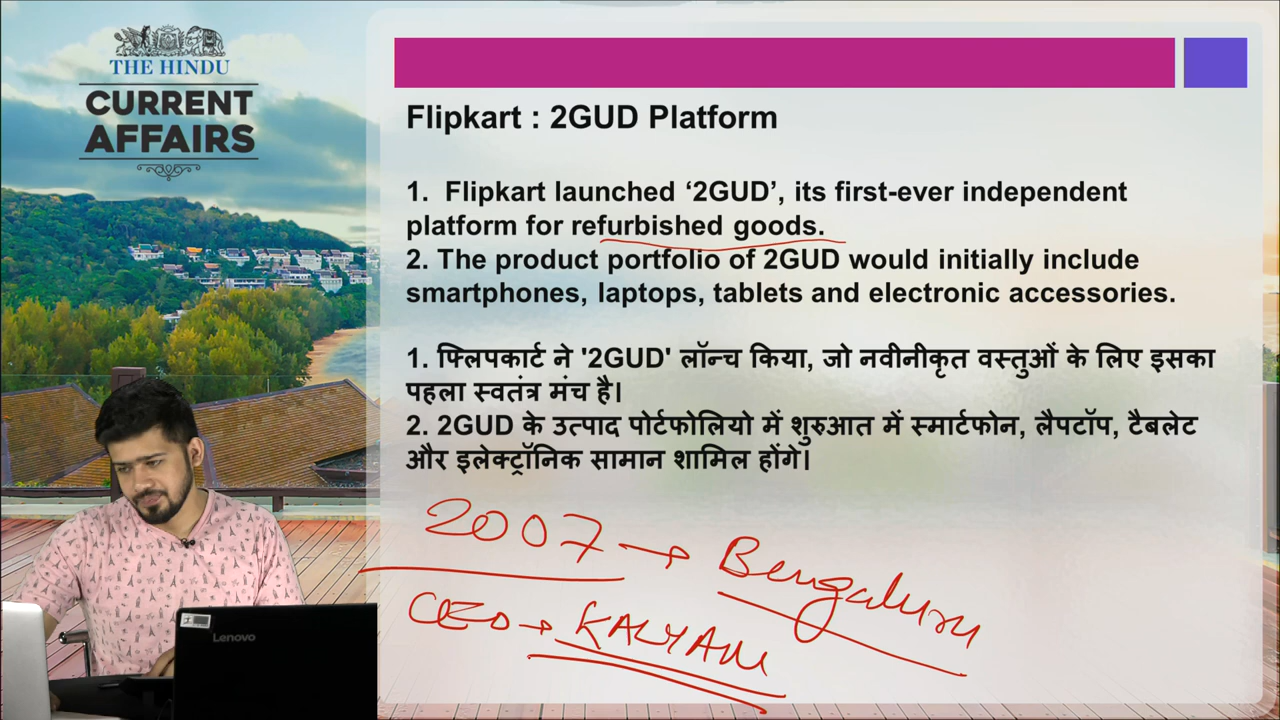 THE HINDU
CURRENT
AFFAIRS
Flipkart : 2GUD Platform
1. Flipkart launched ‘2GUD’, its first-ever independent
platform for refurbished goods.
2. The product portfolio of 2GUD would initially include
smartphones, laptops, tablets and electronic accessories.
1. फ्लिपकार्ट ने '2GUD' लॉन्च किया, जो नवीनीकृत वस्तुओं के लिए इसका
पहला स्वतंत्र मंच है।
2. 2GUD के उत्पाद पोर्टफोलियो में शुरुआत में स्मार्टफोन, लैपटॉप, टैबलेट
और इलेक्ट्रॉनिक सामान शामिल होंगे।
2007 → Bengaluru
CEO → KALYAN
Lenovo